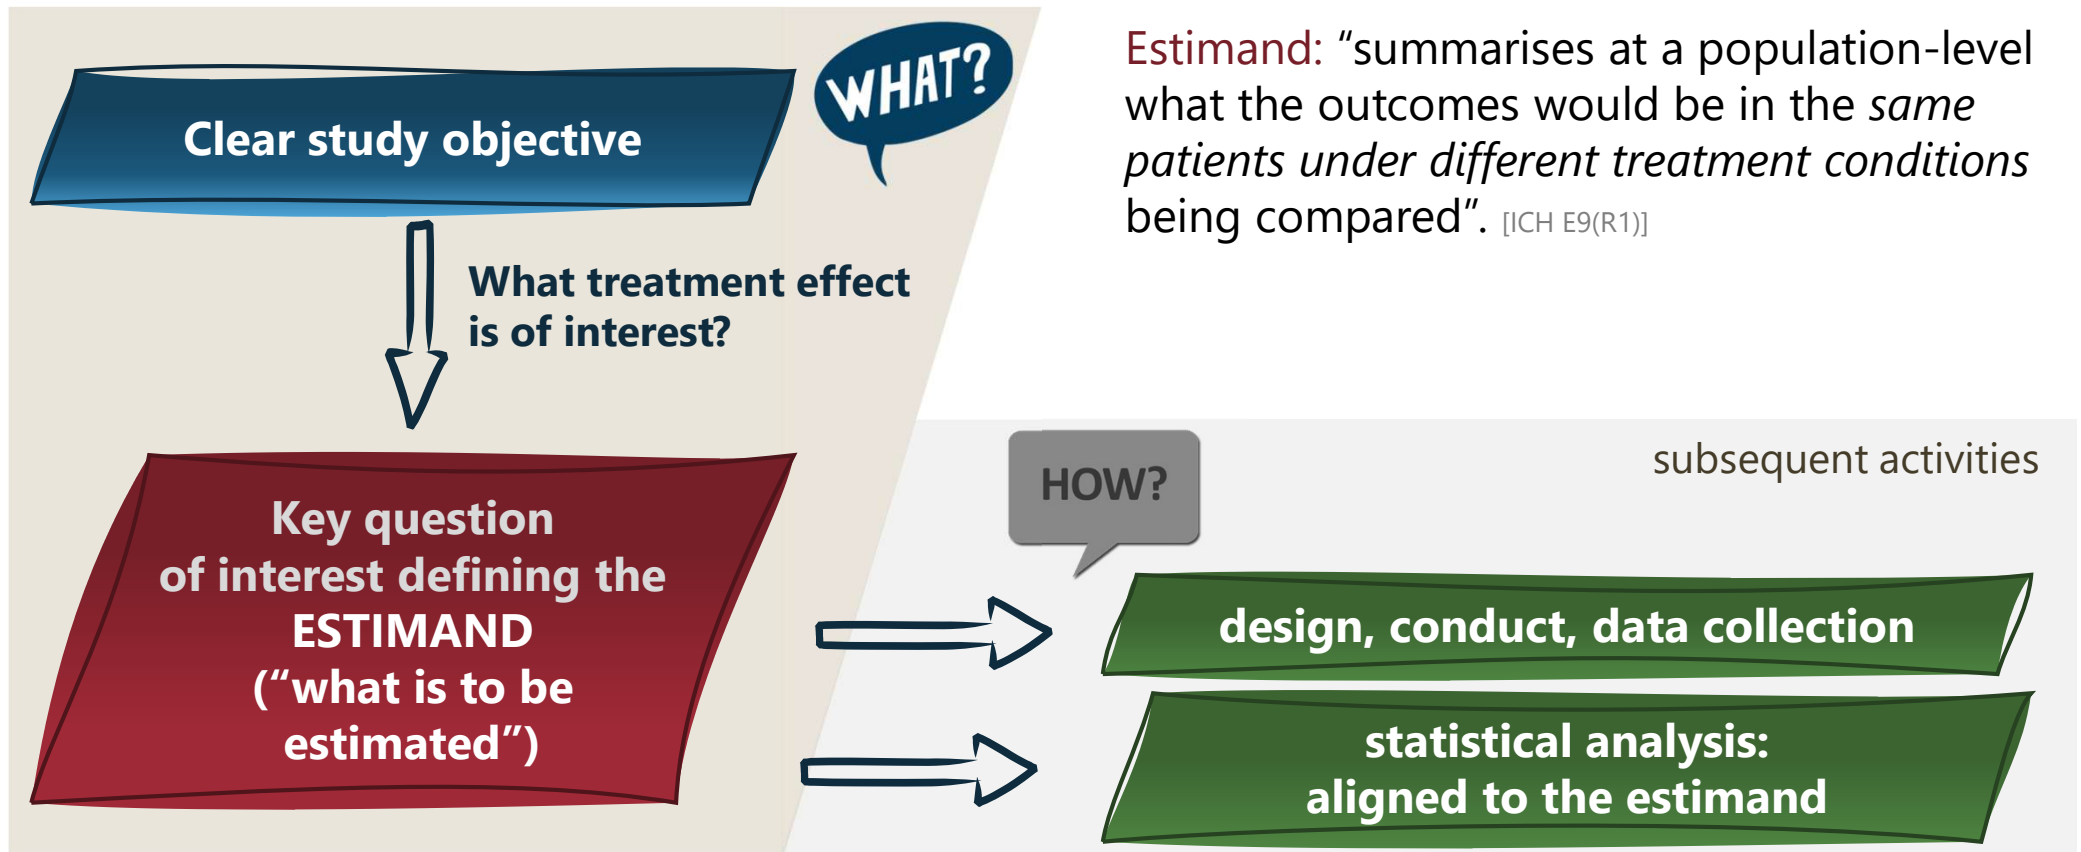 Clear study objective
WHAT?
What treatment effect
is of interest?
Key question
of interest defining the
ESTIMAND
(“what is to be
estimated”)
Estimand: “summarises at a population-level
what the outcomes would be in the same
patients under different treatment conditions
being compared”. [ICH E9(R1)]
HOW?
subsequent activities
design, conduct, data collection
statistical analysis:
aligned to the estimand